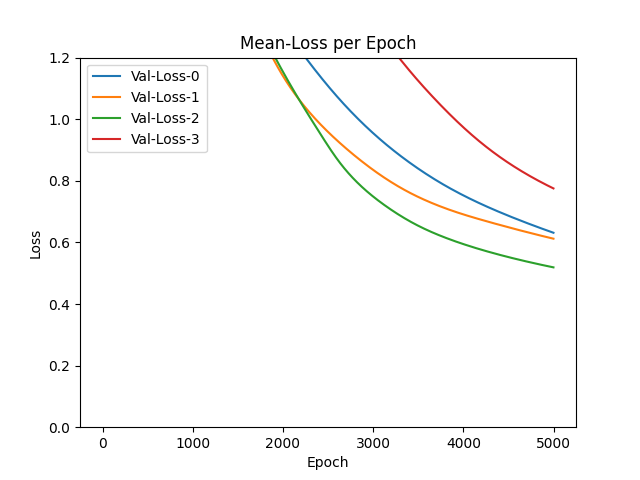 Mean-Loss per Epoch
Val-Loss-0
Val-Loss-1
Val-Loss-2
Val-Loss-3
Loss
1.2
1.0
0.8
0.6
0.4
0.2
0.0
0 1000 2000 3000 4000 5000
Epoch